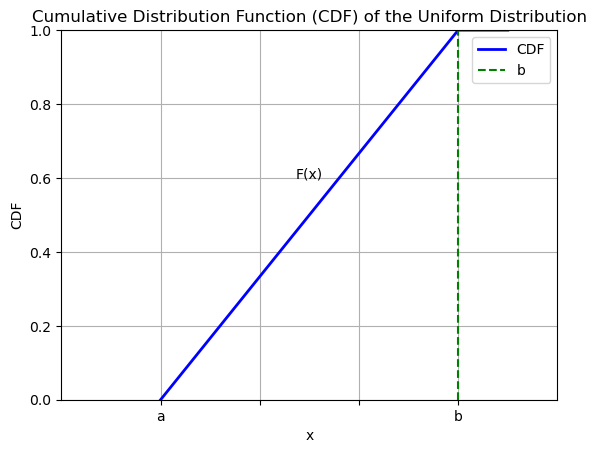 Cumulative Distribution Function (CDF) of the Uniform Distribution
1.0
0.8
0.6
0.4
0.2
0.0
CDF
CDF
b
F(x)
a
b
x